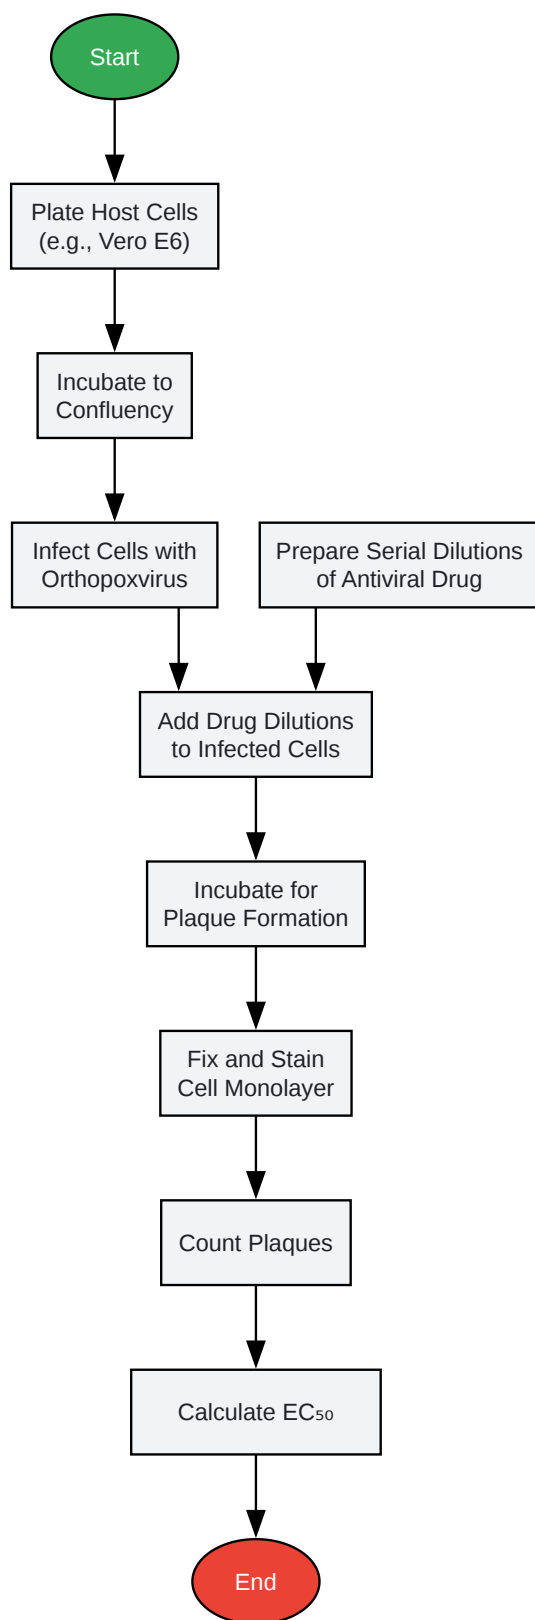 Start
Plate Host Cells
(e.g., Vero E6)
Incubate to
Confluency
Infect Cells with
Orthopoxvirus
Prepare Serial Dilutions
of Antiviral Drug
Add Drug Dilutions
to Infected Cells
Incubate for
Plaque Formation
Fix and Stain
Cell Monolayer
Count Plaques
Calculate EC₅₀
End